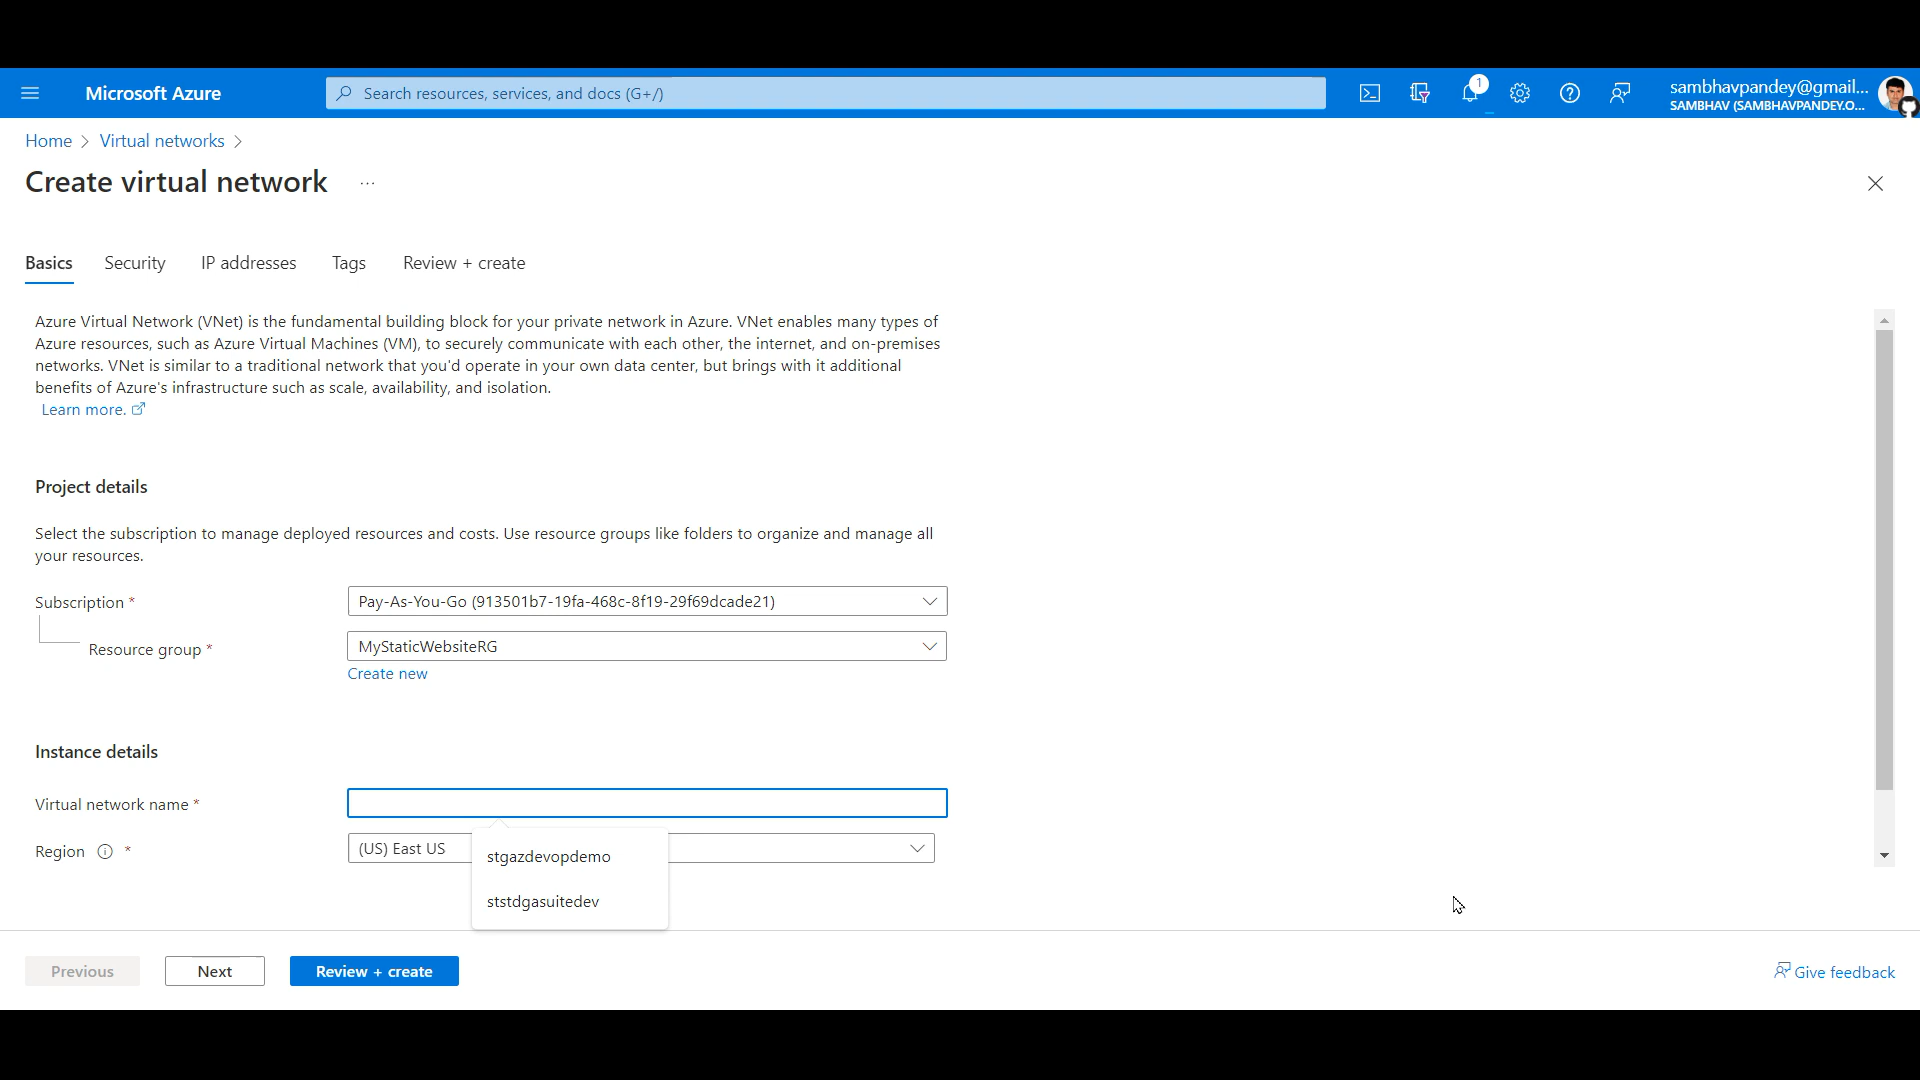 Microsoft Azure
Search resources, services, and docs (G+/)
1
sambhavpandey@gmail...
SAMBHAV (SAMBHAVPANDEY.O...
Home > Virtual networks >
Create virtual network ...
Basics Security IP addresses Tags Review + create
Azure Virtual Network (VNet) is the fundamental building block for your private network in Azure. VNet enables many types of
Azure resources, such as Azure Virtual Machines (VM), to securely communicate with each other, the internet, and on-premises
networks. VNet is similar to a traditional network that you'd operate in your own data center, but brings with it additional
benefits of Azure's infrastructure such as scale, availability, and isolation.
Learn more.
Project details
Select the subscription to manage deployed resources and costs. Use resource groups like folders to organize and manage all
your resources.
Subscription *
Pay-As-You-Go (913501b7-19fa-468c-8f19-29f69dcade21)
Resource group *
MyStaticWebsiteRG
Create new
Instance details
Virtual network name *
Region *
(US) East US
stgazdevopdemo
ststdgasuitedev
Previous
Next
Review + create
Give feedback